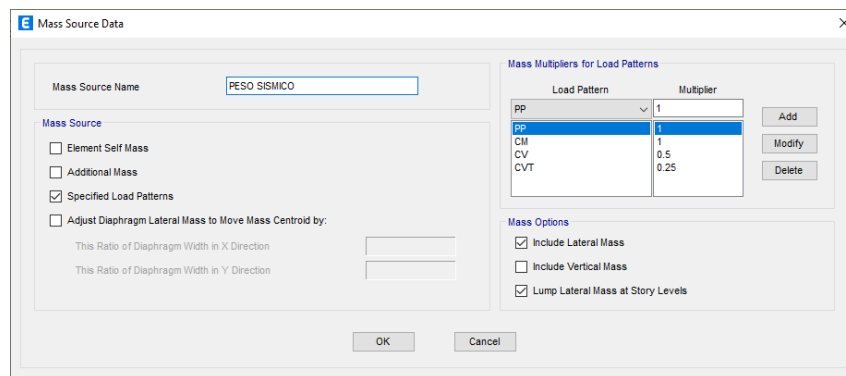 E Mass Source Data
Mass Source Name PESO SISMICO
Mass Source
Element Self Mass
Additional Mass
Specified Load Patterns
Adjust Diaphragm Lateral Mass to Move Mass Centroid by:
This Ratio of Diaphragm Width in X Direction
This Ratio of Diaphragm Width in Y Direction
Mass Multipliers for Load Patterns
Load Pattern Multiplier
PP 1 Add
PP 1
CM 1 Modify
CV 0.5
CVT 0.25 Delete
Mass Options
Include Lateral Mass
Include Vertical Mass
Lump Lateral Mass at Story Levels
OK Cancel